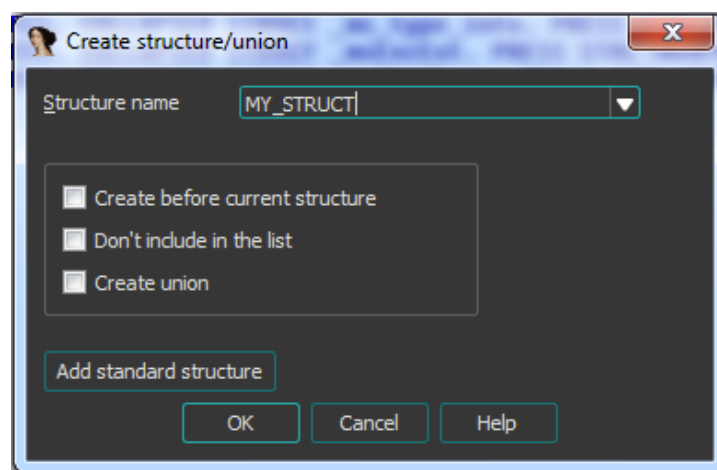 Create structure/union
Structure name MY_STRUCT
Create before current structure
Don't include in the list
Create union
Add standard structure
OK Cancel Help